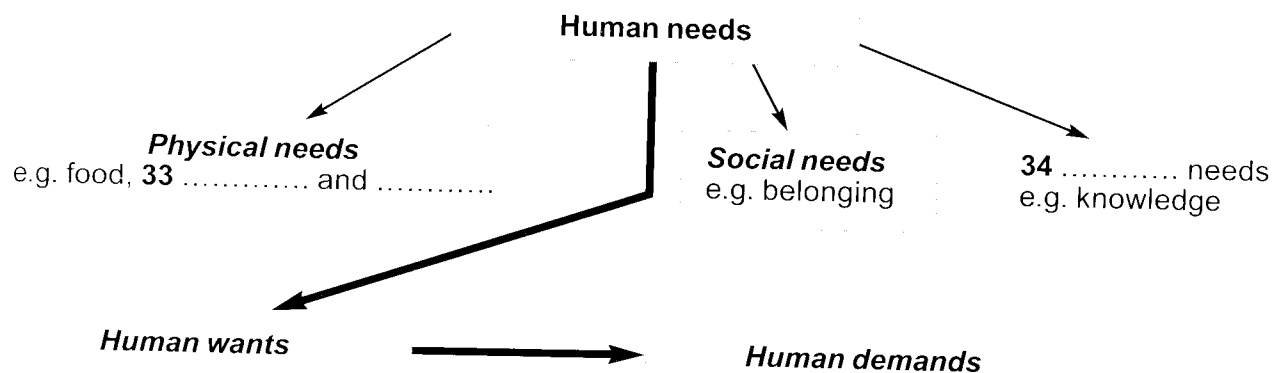 Human needs
Physical needs
e.g. food, 33 ............. and ............
Social needs
e.g. belonging
34 ............ needs
e.g. knowledge
Human wants
Human demands